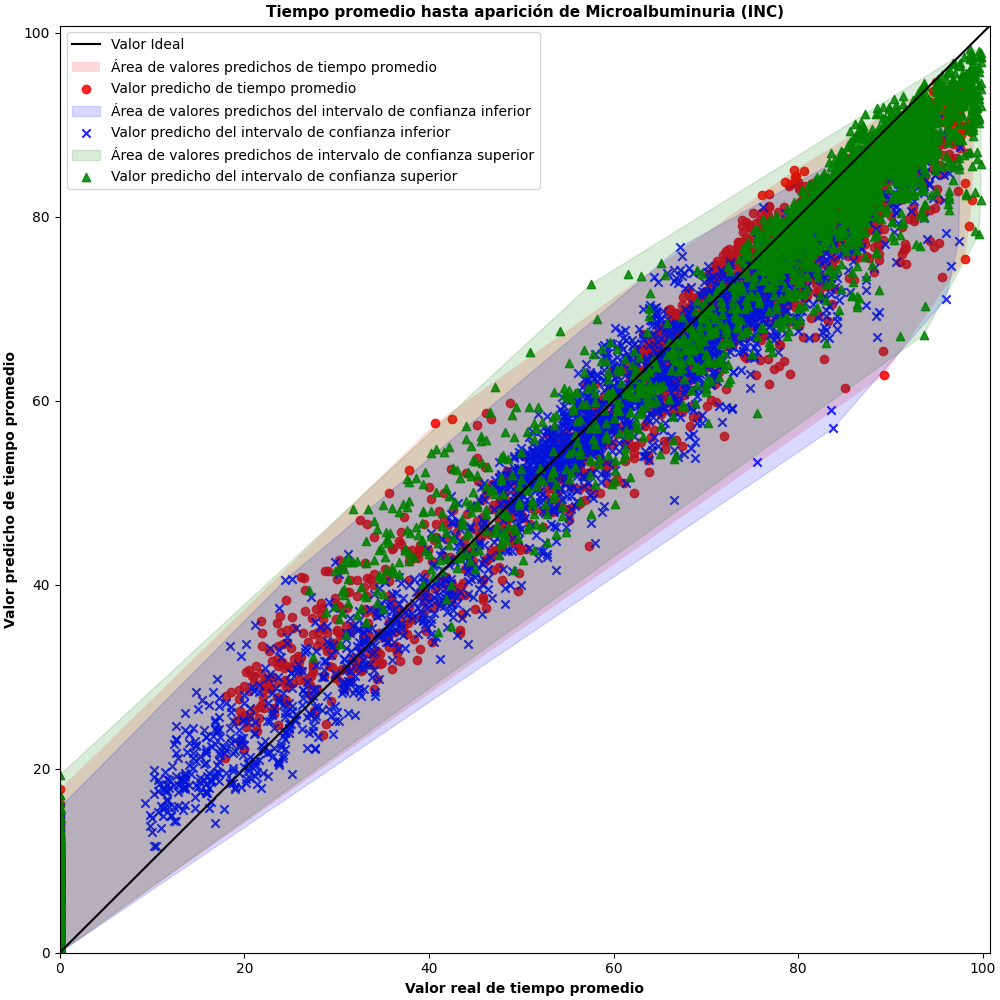 Tiempo promedio hasta aparición de Microalbuminuria (INC)
Valor Ideal
Área de valores predichos de tiempo promedio
Valor predicho de tiempo promedio
Área de valores predichos del intervalo de confianza inferior
Valor predicho del intervalo de confianza inferior
Área de valores predichos de intervalo de confianza superior
Valor predicho del intervalo de confianza superior
Valor predicho de tiempo promedio
100
80
60
40
20
0
0 20 40 60 80 100
Valor real de tiempo promedio